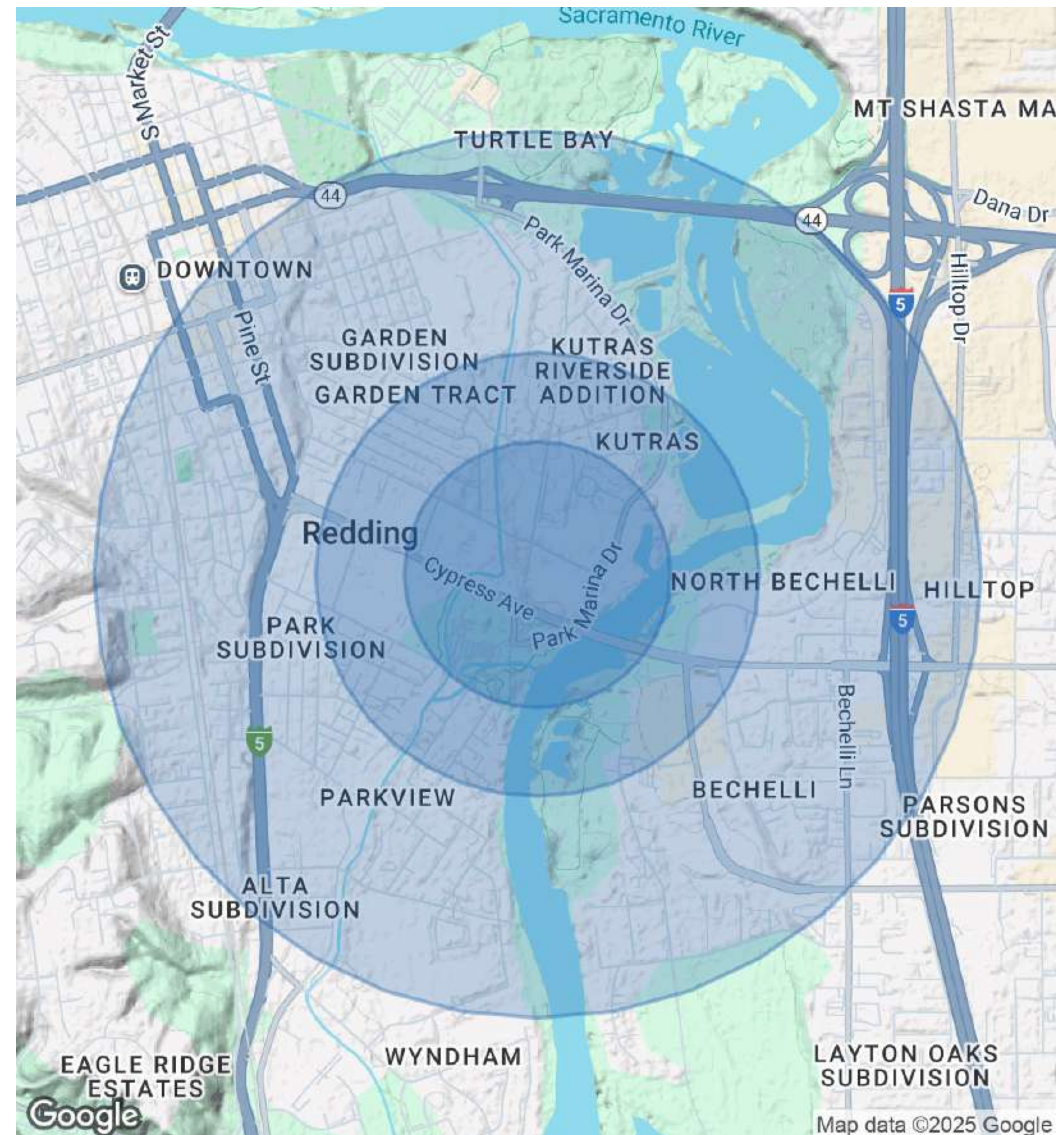 Sacramento River
S Market St
MT SHASTA MA
TURTLE BAY
44
44
Dana Dr
Park Marina Dr
DOWNTOWN
Hilltop Dr
5
Pine St
GARDEN
SUBDIVISION
KUTRAS
RIVERSIDE
ADDITION
GARDEN TRACT
KUTRAS
Redding
Cypress Ave
Park Marina Dr
NORTH BECHELLI
HILLTOP
5
PARK
SUBDIVISION
Bechelli Ln
5
PARKVIEW
BECHELLI
PARSONS
SUBDIVISION
ALTA
SUBDIVISION
WYNDHAM
EAGLE RIDGE
ESTATES
LAYTON OAKS
SUBDIVISION
Google
Map data ©2025 Google